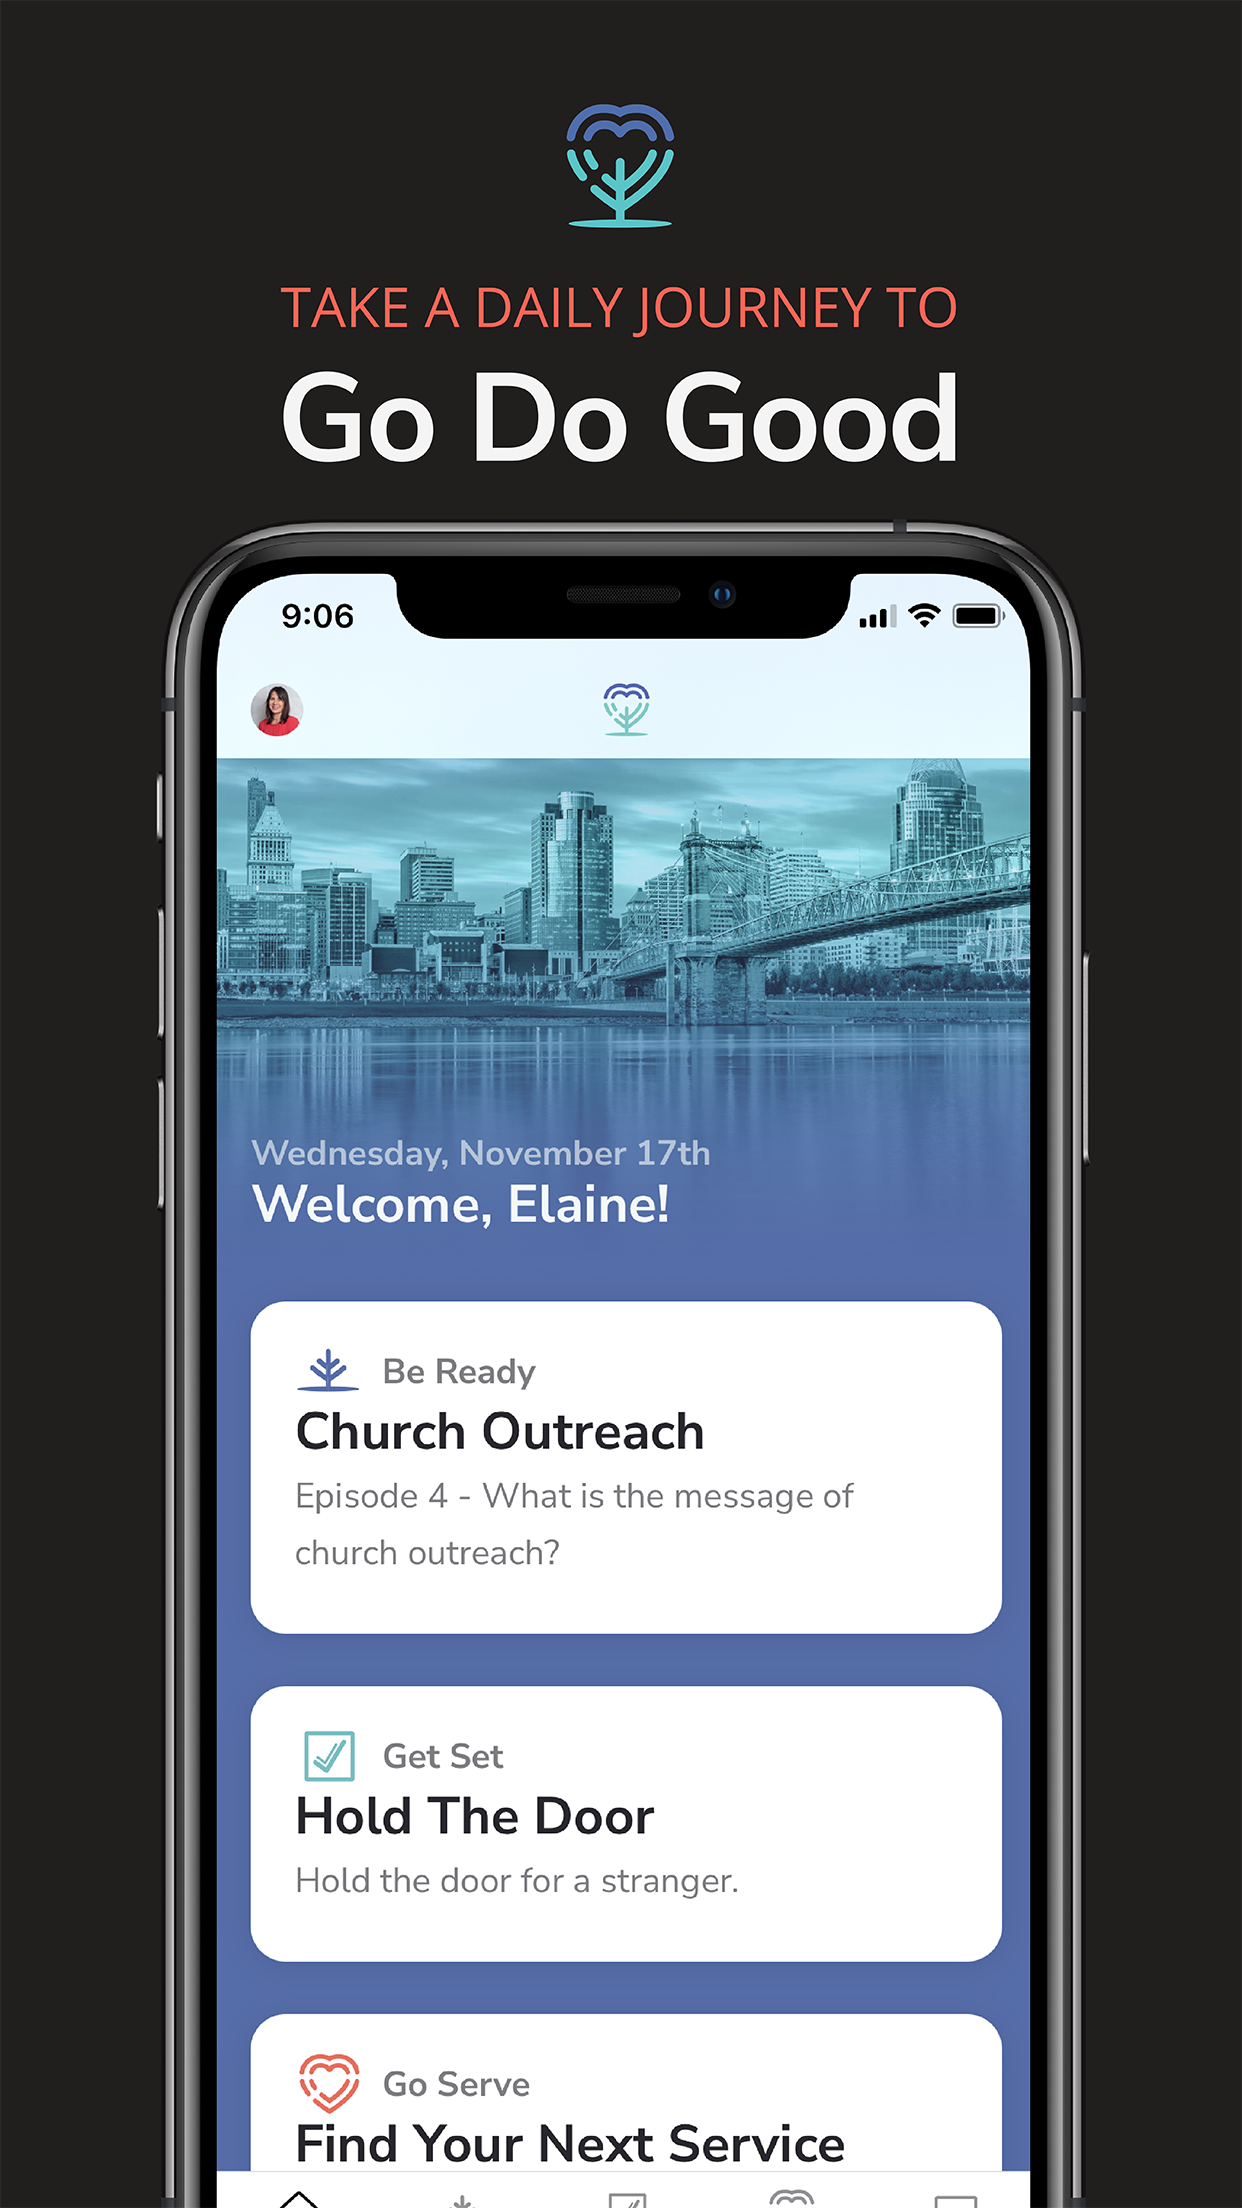 TAKE A DAILY JOURNEY TO
Go Do Good
9:06
Wednesday, November 17th
Welcome, Elaine!
Be Ready
Church Outreach
Episode 4 - What is the message of
church outreach?
Get Set
Hold The Door
Hold the door for a stranger.
Go Serve
Find Your Next Service